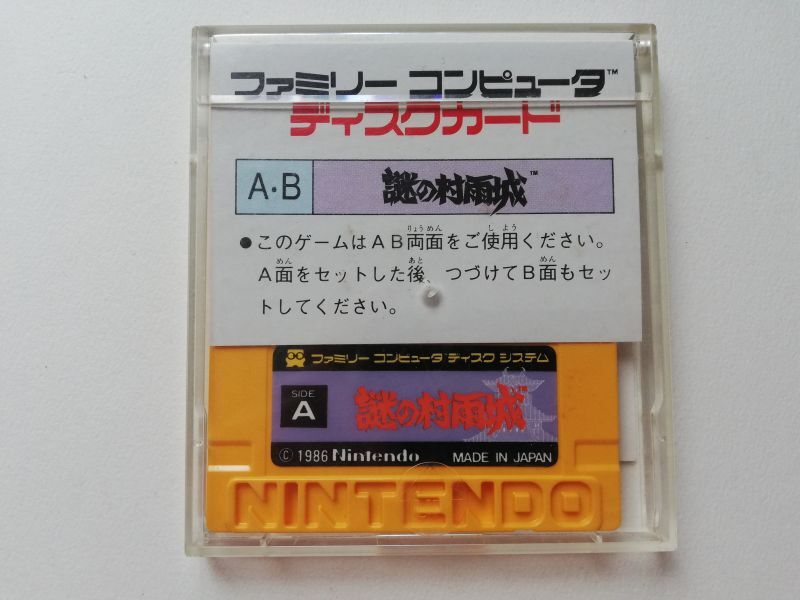 ファミリー コンピュータ™
ディスクカード
A・B 謎の村雨城™
●このゲームはAB両面をご使用ください。
A面をセットした後、つづけてB面もセッ
トしてください。
ファミリー コンピュータ ディスク システム
SIDE
A
謎の村雨城™
© 1986 Nintendo MADE IN JAPAN
NINTENDO